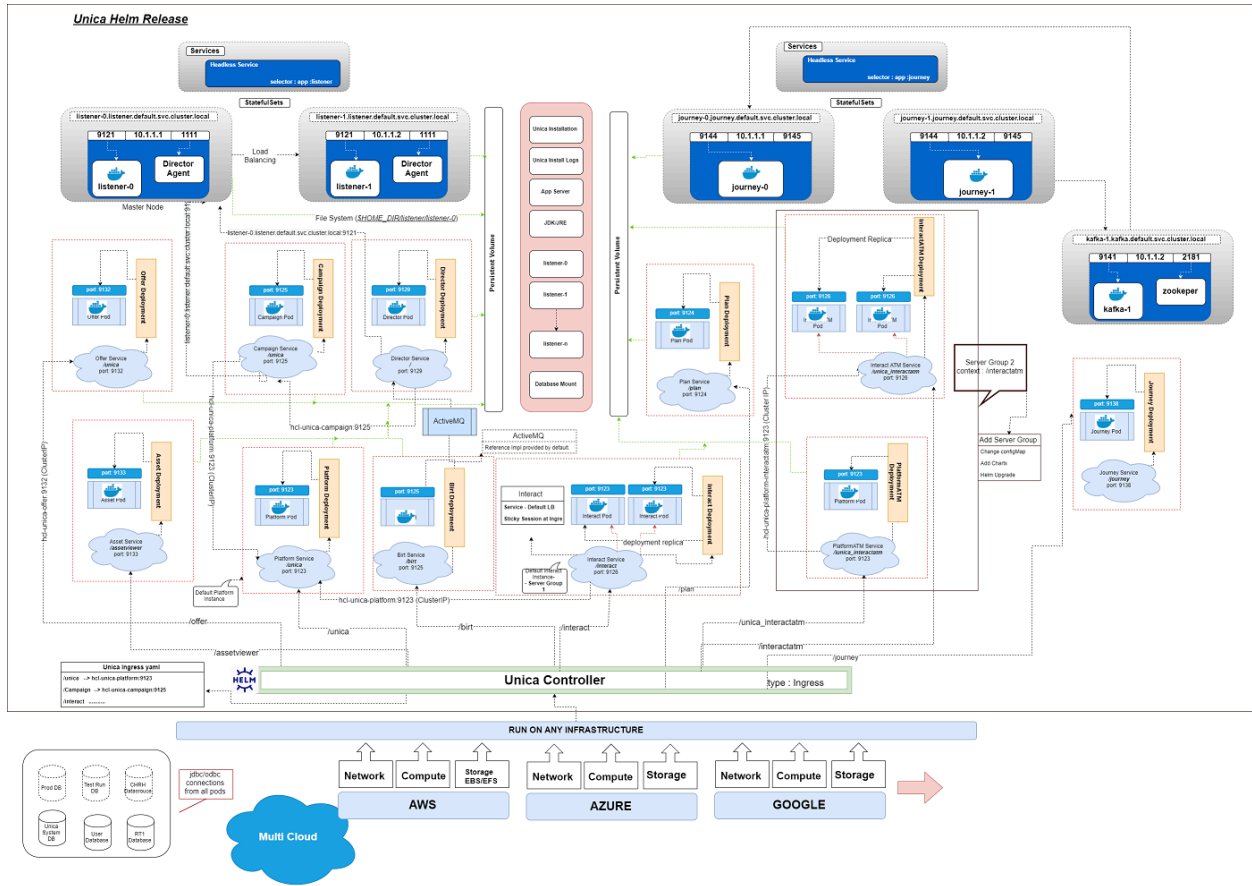 Unica Helm Release
Services
Headless Service
selector : app :listener
StatefulSets
listener-0.listener.default.svc.cluster.local
9121 10.1.1.1 1111
listener-0
Director
Agent
Master Node
Load
Balancing
listener-1.listener.default.svc.cluster.local
9121 10.1.1.2 1111
listener-1
Director
Agent
File System ($HOME_DIR/listener/listener-0)
listener-0.listener.default.svc.cluster.local:9121
listener-0.listener.default.svc.cluster.local:9121
Persistent Volume
Unica Installation
Unica Install Logs
App Server
JDK/JRE
listener-0
listener-1
listener-n
Database Mount
Persistent Volume
Services
Headless Service
selector : app :journey
StatefulSets
journey-0.journey.default.svc.cluster.local
9144 10.1.1.1 9145
journey-0
journey-1.journey.default.svc.cluster.local
9144 10.1.1.2 9145
journey-1
kafka-1.kafka.default.svc.cluster.local
9141 10.1.1.2 2181
kafka-1
zookeper
port: 9132
Offer Pod
Offer Deployment
Offer Service
/unica
port: 9132
port: 9125
Campaign Pod
Campaign Deployment
Campaign Service
/unica
port: 9125
port: 9129
Director Pod
Director Deployment
Director Service
/
port: 9129
port: 9124
Plan Pod
Plan Deployment
Plan Service
/plan
port: 9124
Deployment Replica
port: 9126
port: 9126
Pod
Pod
InteractATM Deployment
Interact ATM Service
/unica_interactatm
port: 9126
Server Group 2
context : /interactatm
Add Server Group
Change configMap
Add Charts
Helm Upgrade
port: 9138
Journey Pod
Journey Deployment
Journey Service
/journey
port: 9138
hcl-unica-campaign:9125
ActiveMQ
ActiveMQ
Reference Impl provided by default
hcl-unica-offer:9132 (ClusterIP)
hcl-unica-platform:9123 (ClusterIP)
hcl-unica-platform-interactatm:9123 (Cluster IP)
port: 9133
Asset Pod
Asset Deployment
Asset Service
/assetviewer
port: 9133
port: 9123
Platform Pod
Platform Deployment
Platform Service
/unica
port: 9123
Default Platform
Instance
port: 9125
Birt Deployment
Birt Service
/birt
port: 9125
Interact
Service - Default LB
Sticky Session at Ingre
port: 9123
port: 9123
Interact Pod
Interact Pod
deployment replica
Interact Deployment
Interact Service
/interact
port: 9126
Default Interact
Instance-
- Server Group
1
port: 9123
Platform Pod
PlatformATM
Deployment
PlatformATM Service
/unica_interactatm
port: 9123
hcl-unica-platform:9123 (ClusterIP)
/offer
/assetviewer
/unica
/birt
/interact
/plan
/unica_interactatm
/interactatm
/journey
Unica Ingress yaml
/unica --> hcl-unica-platform:9123
/Campaign --> hcl-unica-campaign:9125
/interact ..........
HELM
Unica Controller
type : Ingress
RUN ON ANY INFRASTRUCTURE
Prod DB
Test Run
DB
Unica
System
DB
User
Database
RT1
Database
jdbc/odbc
connections
from all pods
Multi Cloud
Network
Compute
Storage
EBS/EFS
AWS
Network
Compute
Storage
AZURE
Network
Compute
Storage
GOOGLE